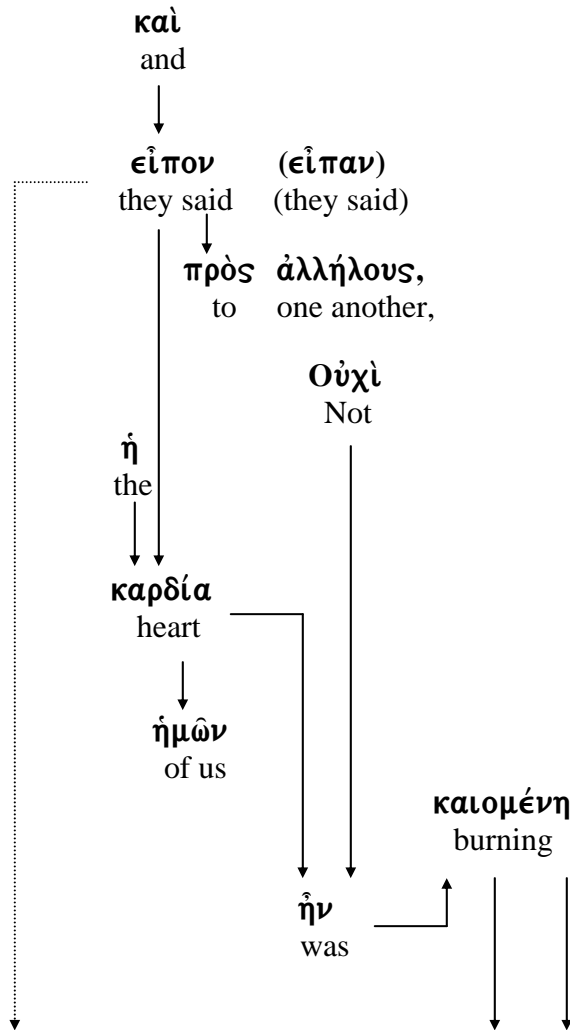 καὶ
and
εἶπον (εἶπαν)
they said (they said)
πρὸς ἀλλήλους,
to one another,
Οὐχὶ
Not
ἡ
the
καρδία
heart
ἡμῶν
of us
καιομένη
burning
ἦν
was